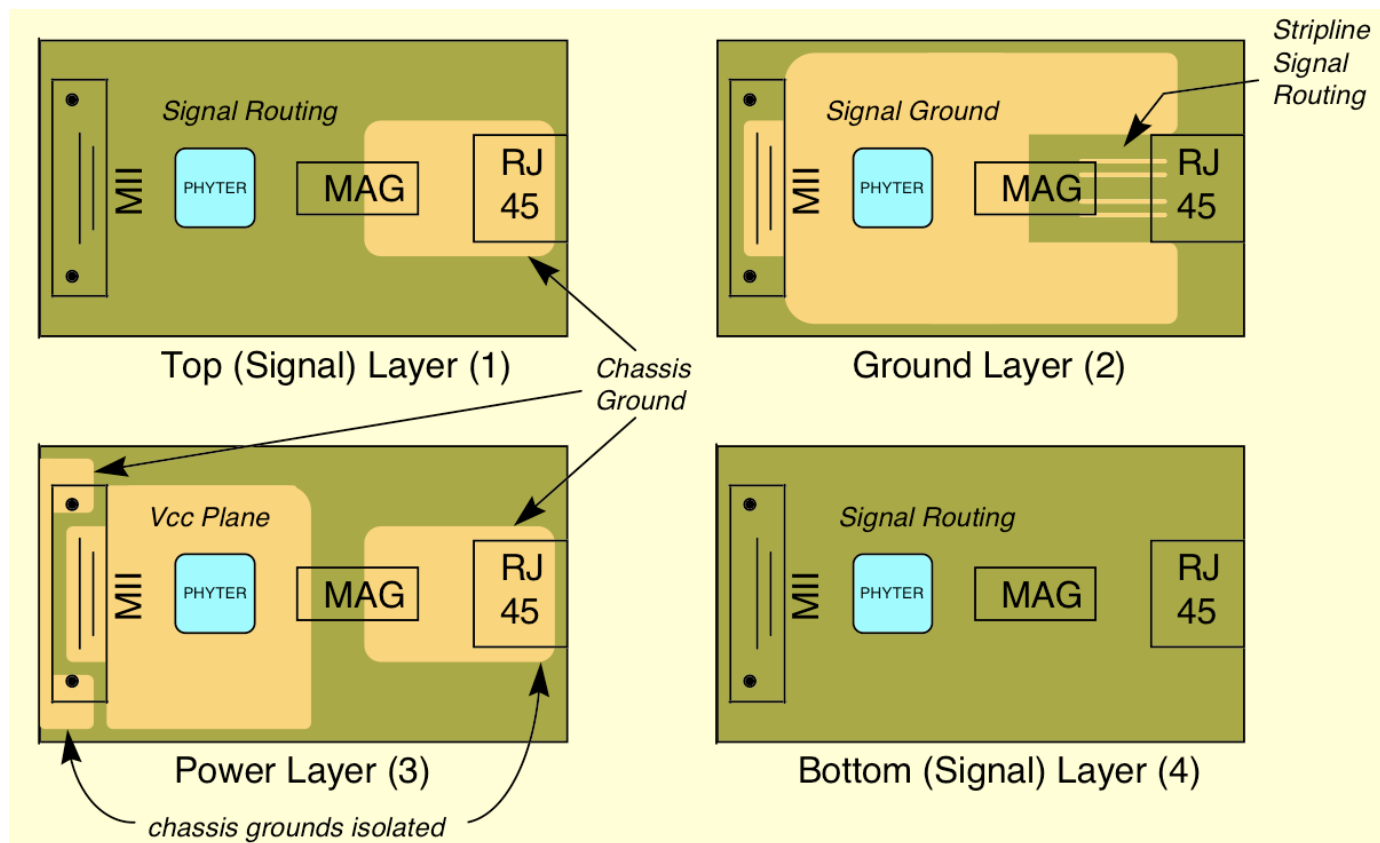 Signal Routing
MII
PHYTER
MAG
RJ
45
Top (Signal) Layer (1)
Stripline
Signal
Routing
Signal Ground
MII
PHYTER
MAG
RJ
45
Ground Layer (2)
Chassis
Ground
Vcc Plane
MII
PHYTER
MAG
RJ
45
Power Layer (3)
chassis grounds isolated
Signal Routing
MII
PHYTER
MAG
RJ
45
Bottom (Signal) Layer (4)